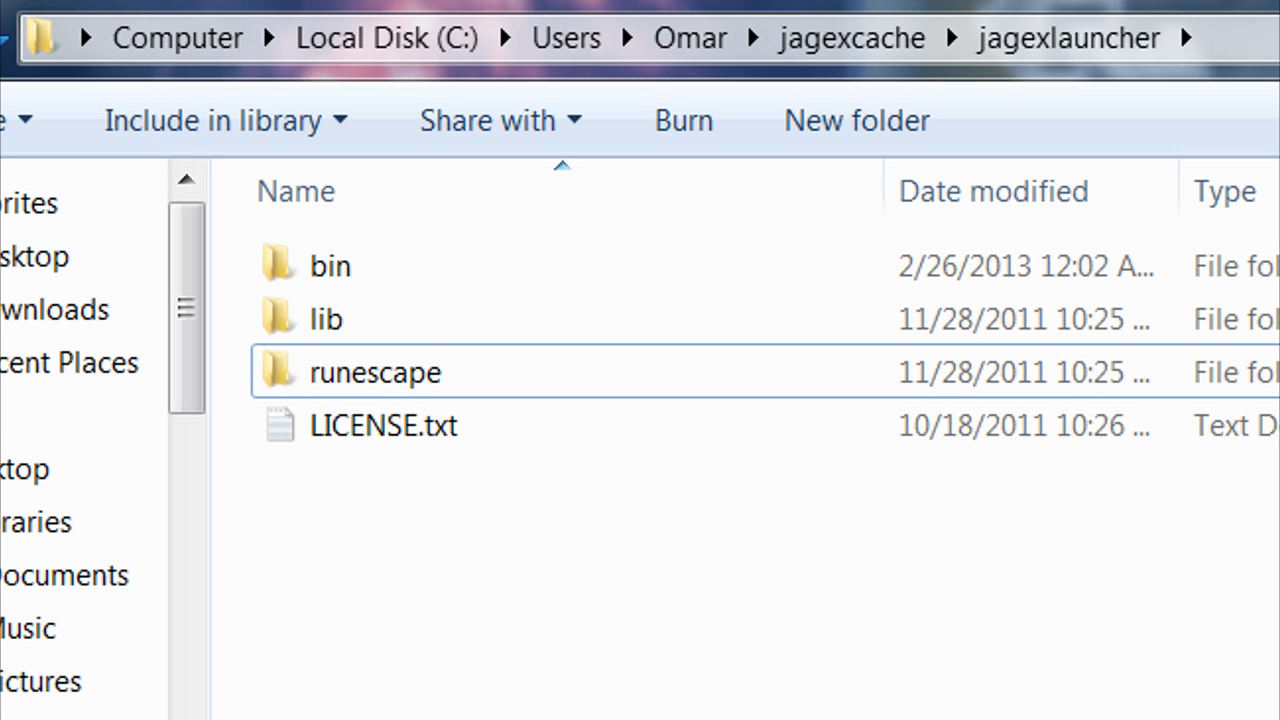 Computer Local Disk (C:) Users Omar jagexcache jagexlauncher
Include in library Share with Burn New folder
Name Date modified Type
rites
sktop
wnloads
cent Places
ktop
raries
ocuments
usic
ictures
bin 2/26/2013 12:02 A... File fol
lib 11/28/2011 10:25 ... File fol
runescape 11/28/2011 10:25 ... File fol
LICENSE.txt 10/18/2011 10:26 ... Text D